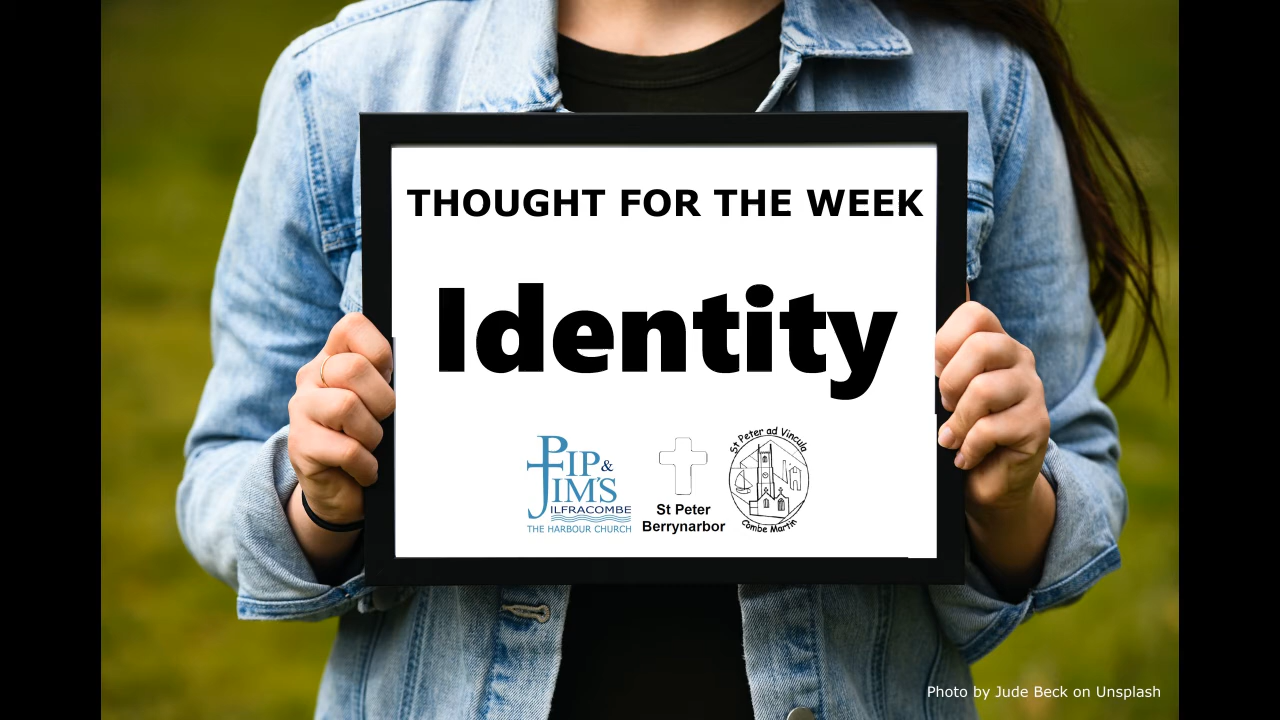 THOUGHT FOR THE WEEK
Identity
PIP &
JIM'S
ILFRACOMBE
THE HARBOUR CHURCH
St Peter
Berrynarbor
St Peter ad Vincula
Combe Martin
Photo by Jude Beck on Unsplash